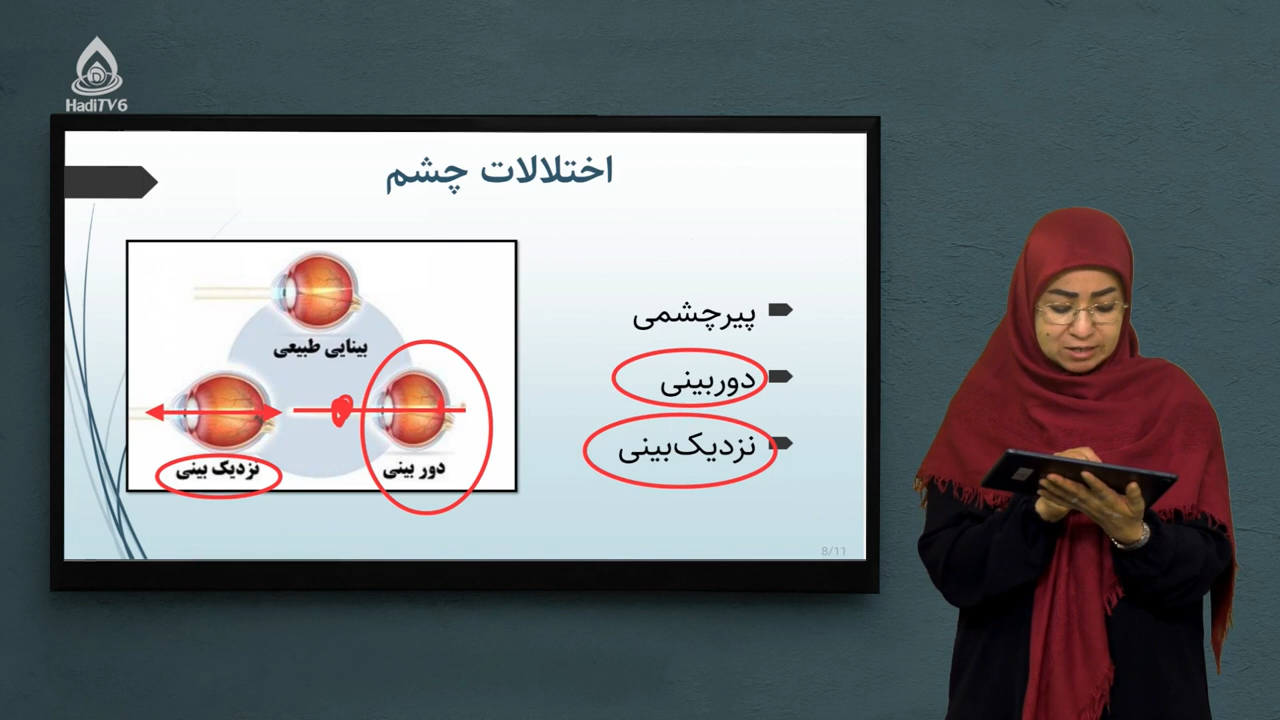 HadiTV6
اختلالات چشم
پیرچشمی
دوربینی
نزدیک‌بینی
بینایی طبیعی
دور بینی
نزدیک بینی
8/11